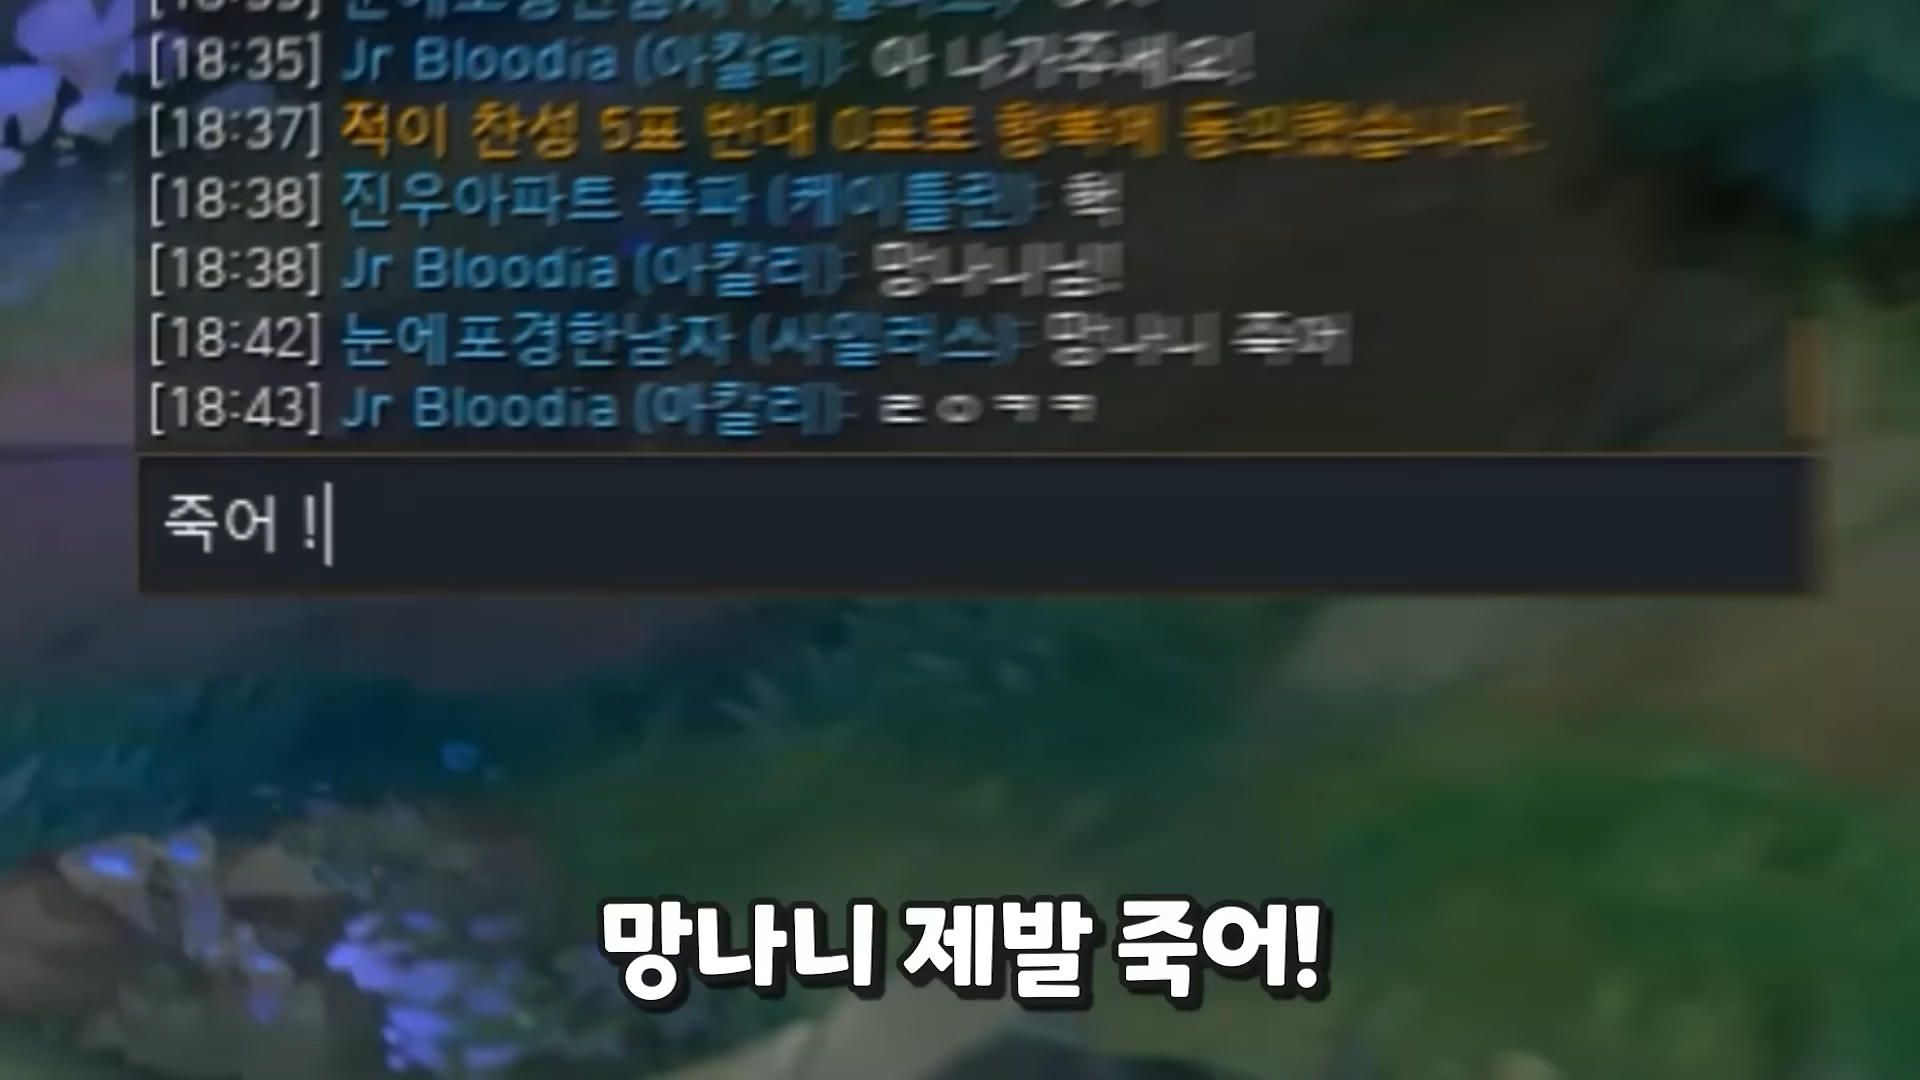 [18:35] Jr Bloodia (아칼리): 아 나가주세요!
[18:37] 적이 찬성 5표 반대 0표로 항복에 동의했습니다.
[18:38] 진우아파트 폭파 (케이틀린): 헉
[18:38] Jr Bloodia (아칼리): 망나니님!!
[18:42] 눈에포경한남자 (사일러스): 망나니
[18:43] Jr Bloodia (아칼리): ㄹㅇㅋㅋ
죽어 !
망나니 제발 죽어!